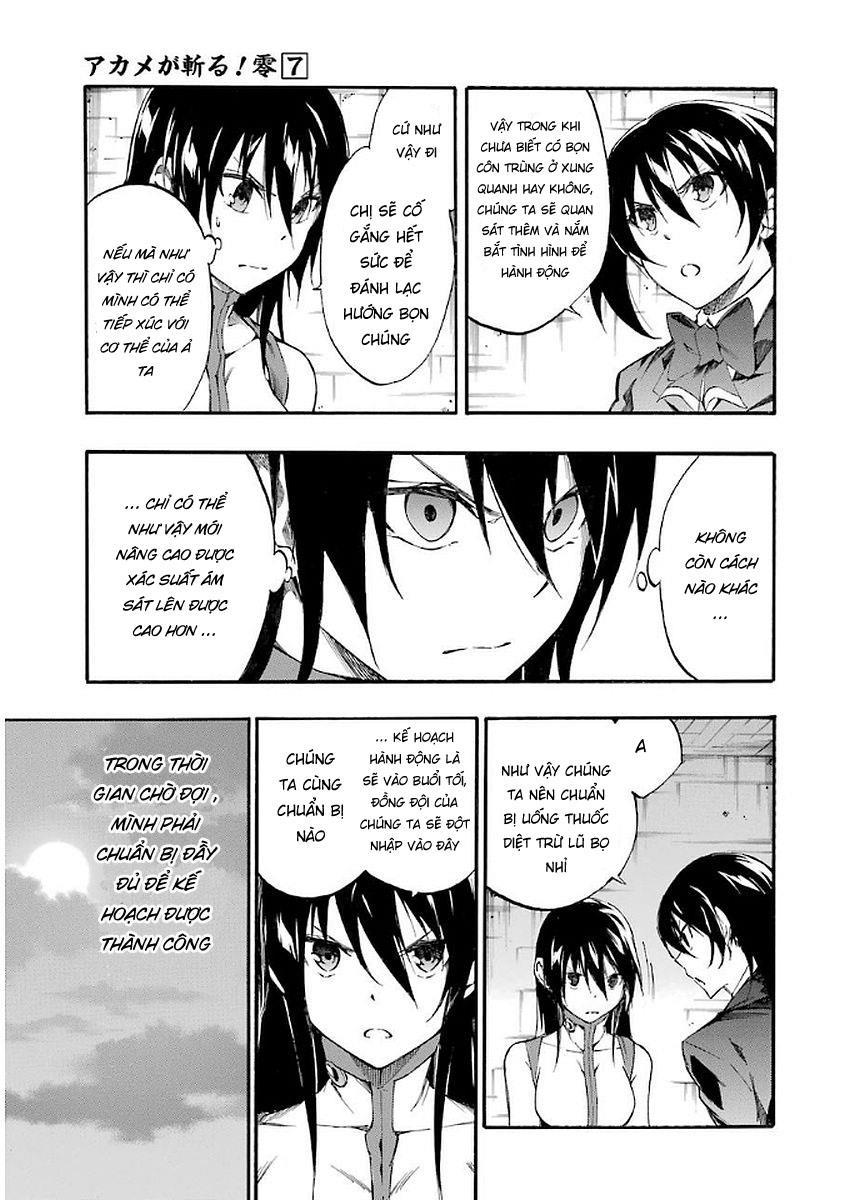 アカメが斬る!零7
VẬY TRONG KHI
CHƯA BIẾT CÓ BỌN
CÔN TRÙNG Ở XUNG
QUANH HAY KHÔNG,
CHÚNG TA SẼ QUAN
SÁT THÊM VÀ NẮM
BẮT TÌNH HÌNH ĐỂ
HÀNH ĐỘNG
CỨ NHƯ
VẬY ĐI
CHỊ SẼ CỐ
GẮNG HẾT
SỨC ĐỂ
ĐÁNH LẠC
HƯỚNG BỌN
CHÚNG
NẾU MÀ NHƯ
VẬY THÌ CHỈ CÓ
MÌNH CÓ THỂ
TIẾP XÚC VỚI
CƠ THỂ CỦA Ả
TA
KHÔNG
CÒN CÁCH
NÀO KHÁC
...
... CHỈ CÓ THỂ
NHƯ VẬY MỚI
NÂNG CAO ĐƯỢC
XÁC SUẤT ÁM
SÁT LÊN ĐƯỢC
CAO HƠN ...
A
NHƯ VẬY CHÚNG
TA NÊN CHUẨN
BỊ UỐNG THUỐC
DIỆT TRỪ LŨ BỌ
NHỈ
... KẾ HOẠCH
HÀNH ĐỘNG LÀ
SẼ VÀO BUỔI TỐI,
ĐỒNG ĐỘI CỦA
CHÚNG TA SẼ ĐỘT
NHẬP VÀO ĐÂY
CHÚNG
TA CÙNG
CHUẨN BỊ
NÀO
TRONG THỜI
GIAN CHỜ ĐỢI ,
MÌNH PHẢI
CHUẨN BỊ ĐẦY
ĐỦ ĐỂ KẾ
HOẠCH ĐƯỢC
THÀNH CÔNG